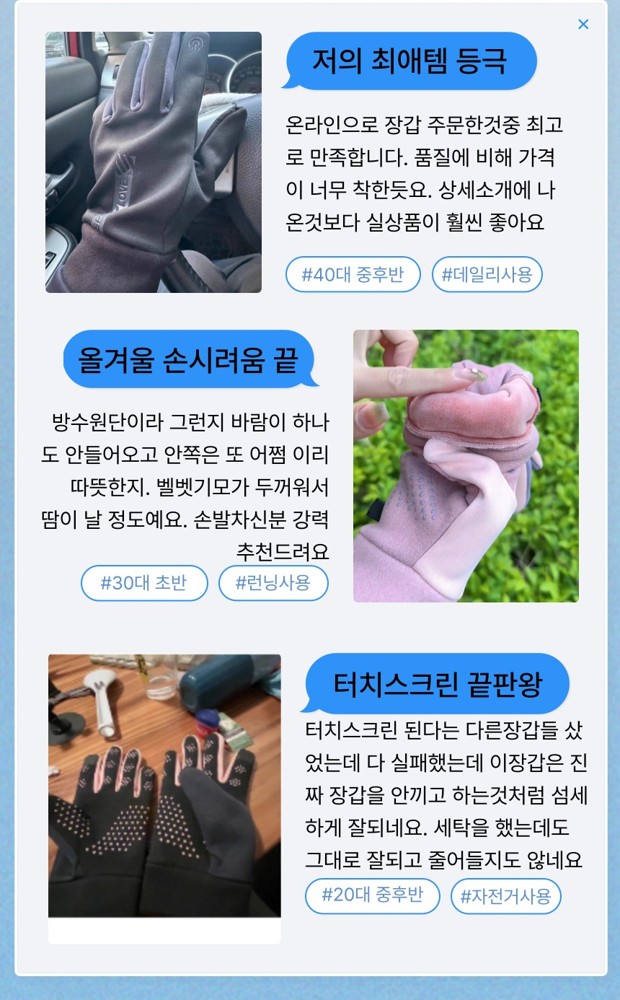 ×
저의 최애템 등극
온라인으로 장갑 주문한것중 최고
로 만족합니다. 품질에 비해 가격
이 너무 착한듯요. 상세소개에 나
온것보다 실상품이 훨씬 좋아요
#40대 중후반 #데일리사용
LOVE
올겨울 손시려움 끝
방수원단이라 그런지 바람이 하나
도 안들어오고 안쪽은 또 어쩜 이리
따뜻한지. 벨벳기모가 두꺼워서
땀이 날 정도예요. 손발차신분 강력
추천드려요
#30대 초반 #런닝사용
터치스크린 끝판왕
터치스크린 된다는 다른장갑들 샀
었는데 다 실패했는데 이장갑은 진
짜 장갑을 안끼고 하는것처럼 섬세
하게 잘되네요. 세탁을 했는데도
그대로 잘되고 줄어들지도 않네요
#20대 중후반 #자전거사용